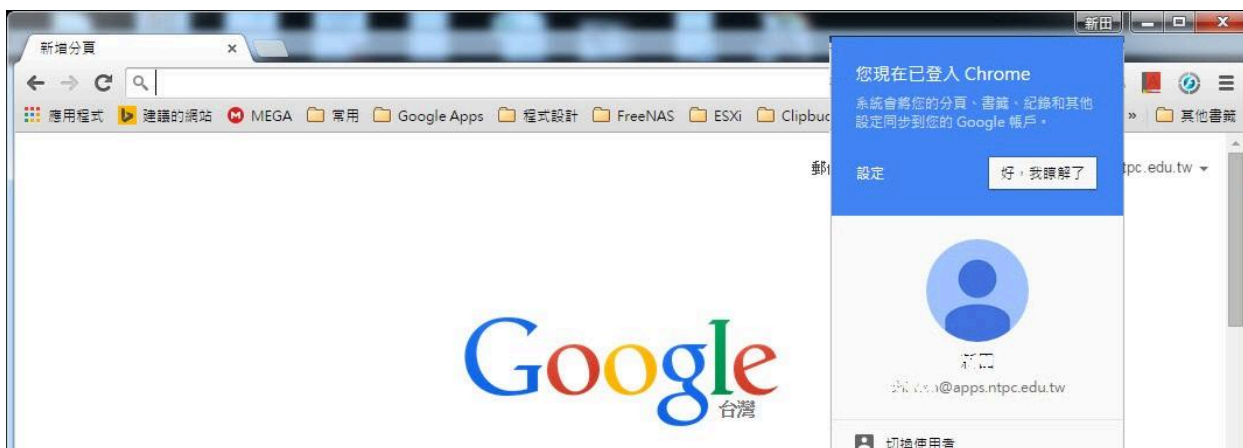 新田
新增分頁
應用程式 建議的網站 MEGA 常用 Google Apps 程式設計 FreeNAS ESXi Clipbuc » 其他書籤
您現在已登入 Chrome
系統會將您的分頁、書籤、紀錄和其他
設定同步到您的 Google 帳戶。
設定 好，我瞭解了
tpc.edu.tw
Google
台灣
新田
@apps.ntpc.edu.tw
切換使用者